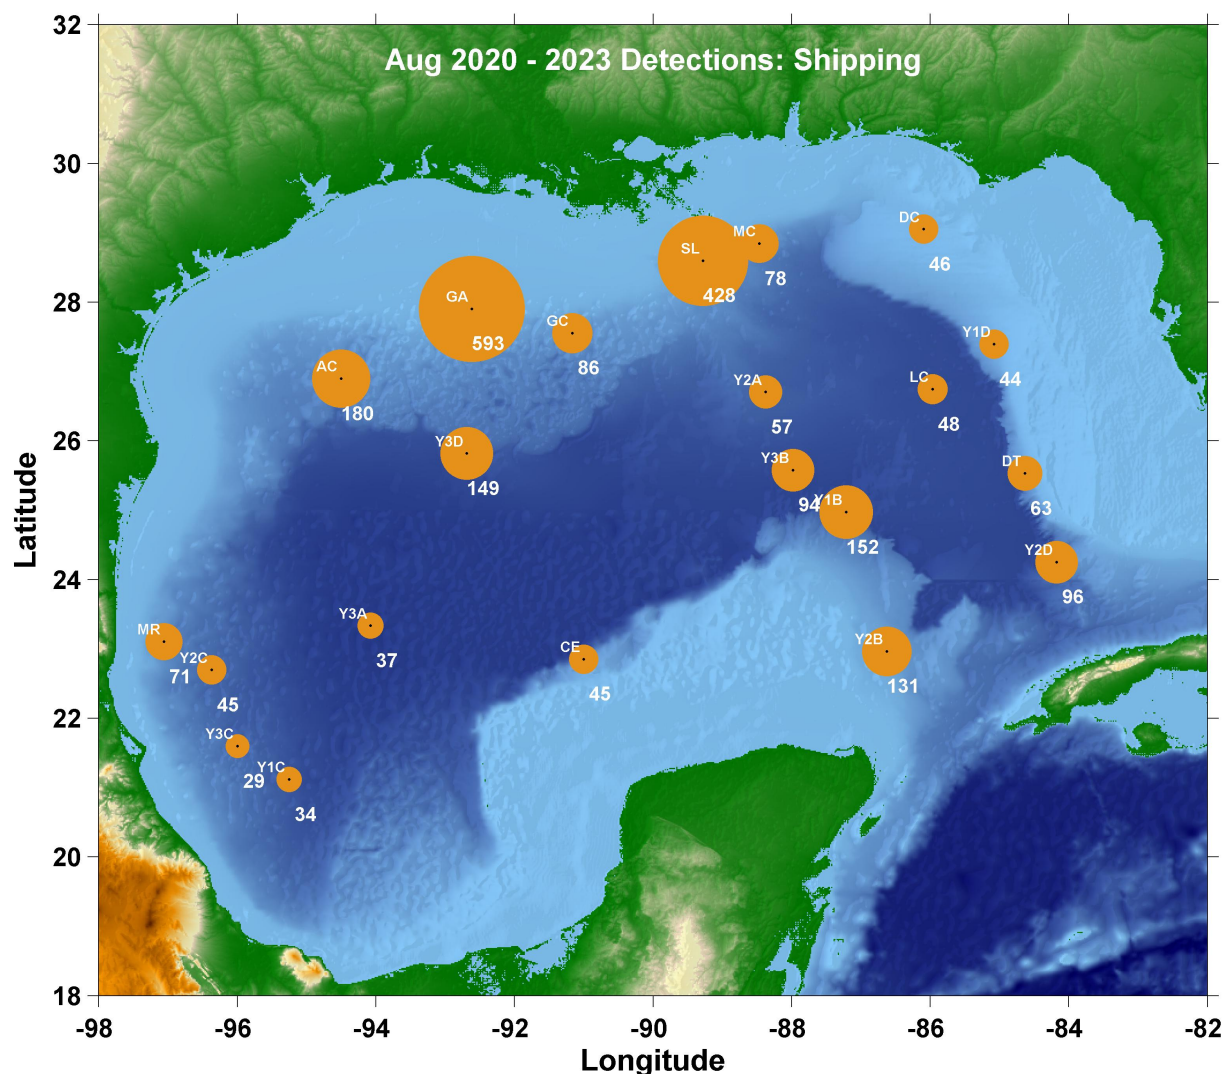 Aug 2020 - 2023 Detections: Shipping
32
30
28
26
24
22
20
18
Latitude
DC
46
MC
78
SL
428
GA
593
GC
86
Y1D
44
AC
180
Y2A
57
LC
48
Y3D
149
Y3B
94
DT
63
Y1B
152
Y2D
96
MR
71
Y2C
45
Y3A
37
CE
45
Y2B
131
Y3C
29
Y1C
34
-98 -96 -94 -92 -90 -88 -86 -84 -82
Longitude